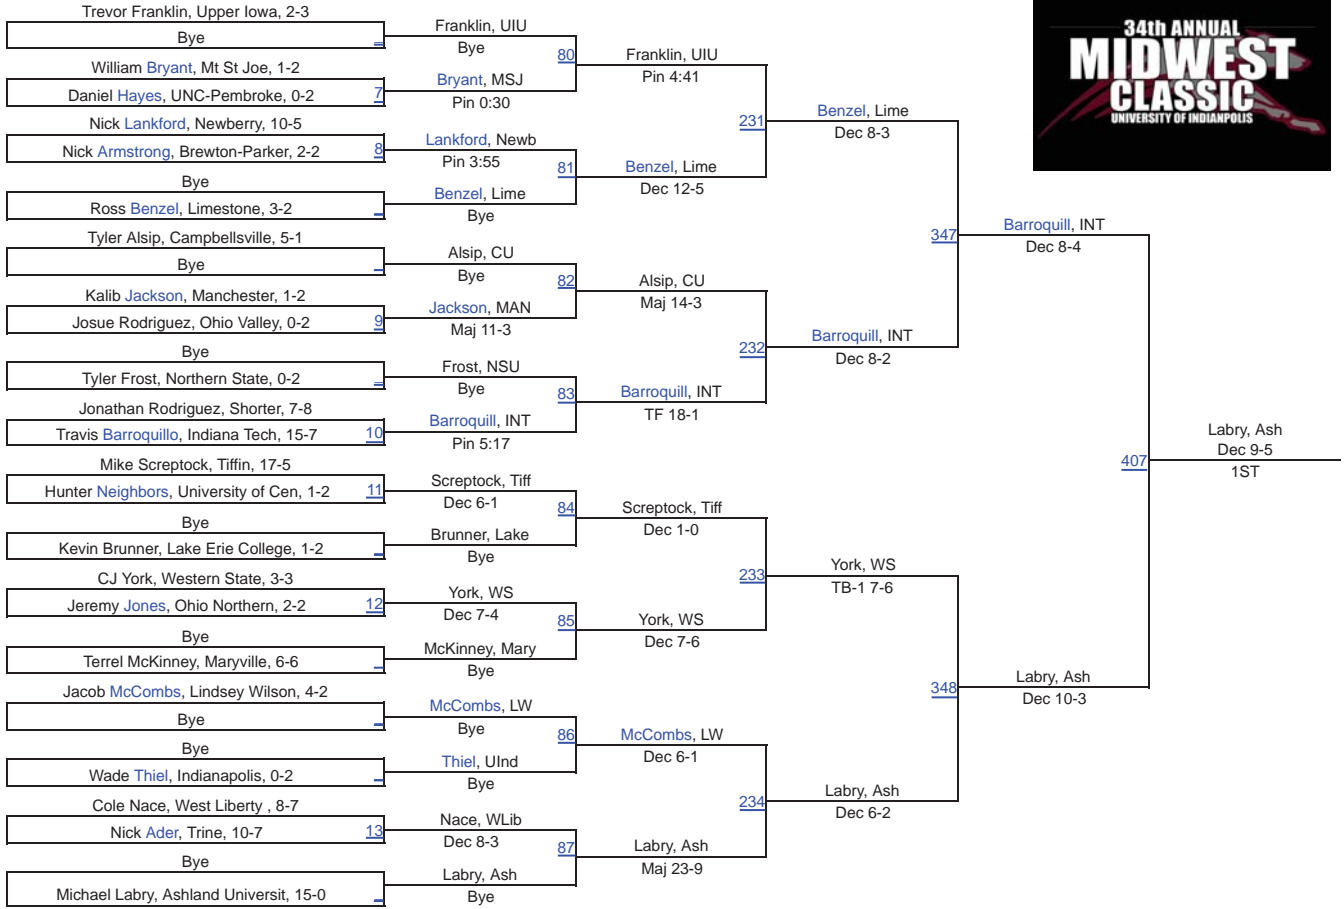 34th ANNUAL
MIDWEST
CLASSIC
UNIVERSITY OF INDIANPOLIS
Trevor Franklin, Upper Iowa, 2-3
Bye
William Bryant, Mt St Joe, 1-2
Daniel Hayes, UNC-Pembroke, 0-2
7
Nick Lankford, Newberry, 10-5
Nick Armstrong, Brewton-Parker, 2-2
8
Bye
Ross Benzel, Limestone, 3-2
Tyler Alsip, Campbellsville, 5-1
Bye
Kalib Jackson, Manchester, 1-2
Josue Rodriguez, Ohio Valley, 0-2
9
Bye
Tyler Frost, Northern State, 0-2
Jonathan Rodriguez, Shorter, 7-8
Travis Barroquillo, Indiana Tech, 15-7
10
Mike Screptock, Tiffin, 17-5
Hunter Neighbors, University of Cen, 1-2
11
Bye
Kevin Brunner, Lake Erie College, 1-2
CJ York, Western State, 3-3
Jeremy Jones, Ohio Northern, 2-2
12
Bye
Terrel McKinney, Maryville, 6-6
Jacob McCombs, Lindsey Wilson, 4-2
Bye
Bye
Wade Thiel, Indianapolis, 0-2
Cole Nace, West Liberty , 8-7
Nick Ader, Trine, 10-7
13
Bye
Michael Labry, Ashland Universit, 15-0
Franklin, UIU
Bye
80
Bryant, MSJ
Pin 0:30
Lankford, Newb
Pin 3:55
81
Benzel, Lime
Bye
Alsip, CU
Bye
82
Jackson, MAN
Maj 11-3
Frost, NSU
Bye
83
Barroquill, INT
Pin 5:17
Screptock, Tiff
Dec 6-1
84
Brunner, Lake
Bye
York, WS
Dec 7-4
85
McKinney, Mary
Bye
McCombs, LW
Bye
86
Thiel, UInd
Bye
Nace, WLib
Dec 8-3
87
Labry, Ash
Bye
Franklin, UIU
Pin 4:41
231
Benzel, Lime
Dec 12-5
Alsip, CU
Maj 14-3
232
Barroquill, INT
TF 18-1
Screptock, Tiff
Dec 1-0
233
York, WS
Dec 7-6
McCombs, LW
Dec 6-1
234
Labry, Ash
Maj 23-9
Benzel, Lime
Dec 8-3
347
Barroquill, INT
Dec 8-2
York, WS
TB-1 7-6
348
Labry, Ash
Dec 6-2
Barroquill, INT
Dec 8-4
407
Labry, Ash
Dec 10-3
Labry, Ash
Dec 9-5
1ST